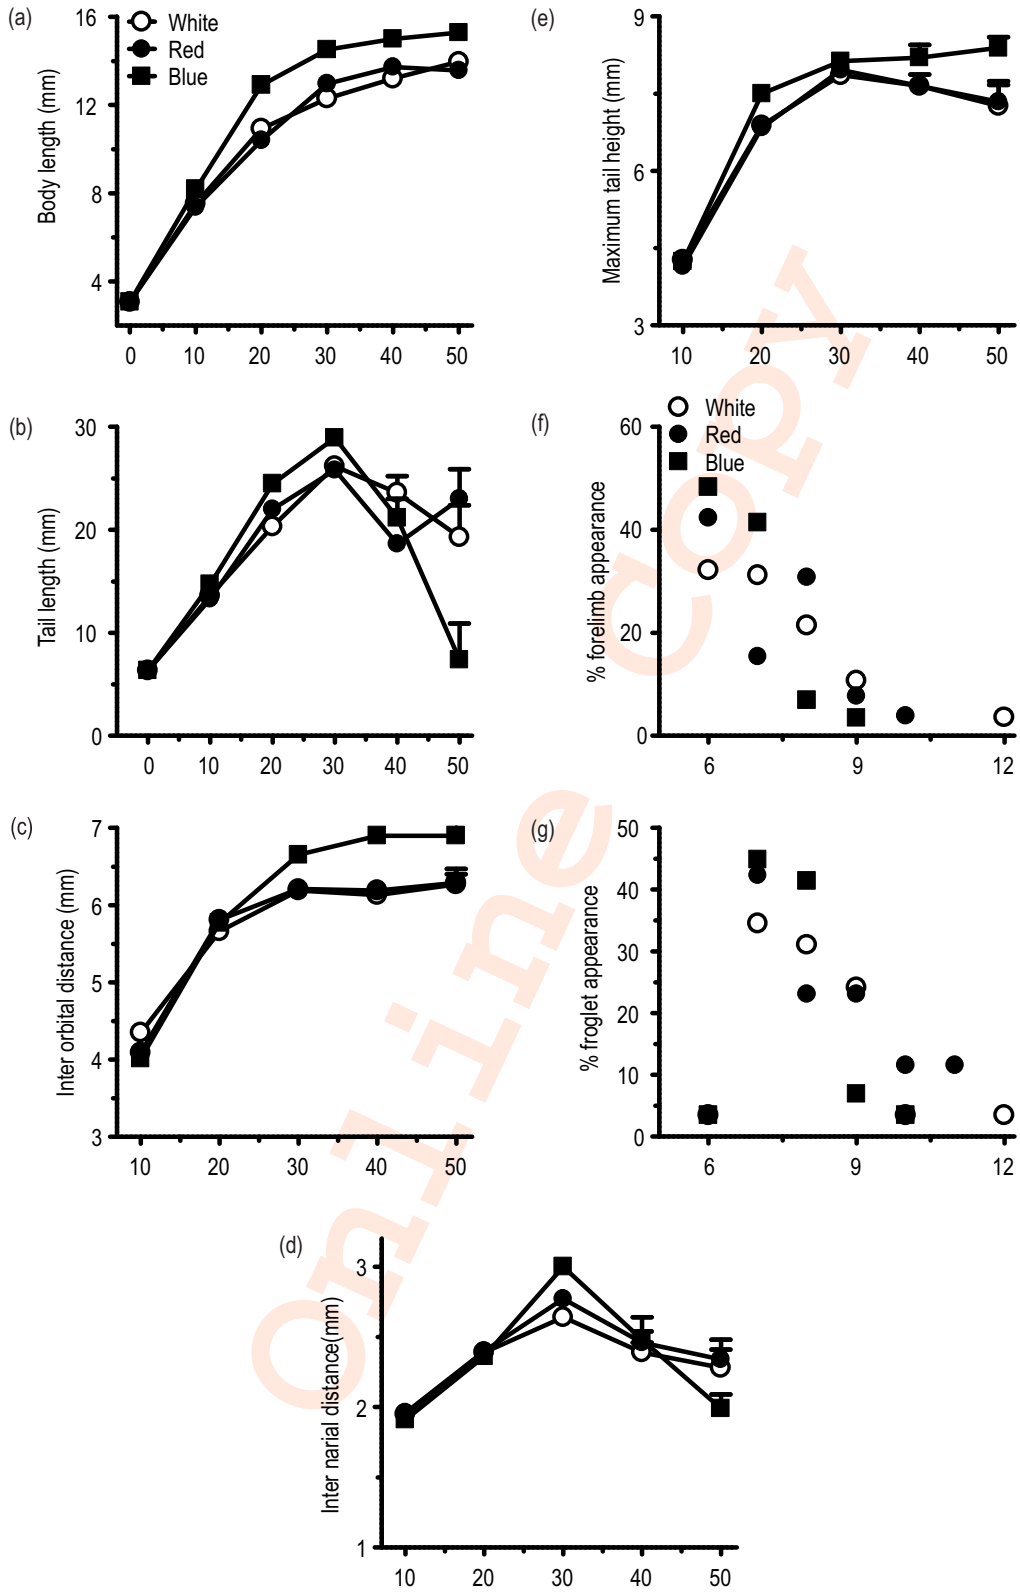 (a)
16
12
8
4
Body length (mm)
White
Red
Blue
0 10 20 30 40 50
(e)
9
6
3
Maximum tail height (mm)
10 20 30 40 50
(b)
30
20
10
0
Tail length (mm)
0 10 20 30 40 50
(f)
White
Red
Blue
60
40
20
0
% forelimb appearance
6 9 12
(c)
7
6
5
4
3
Inter orbital distance (mm)
10 20 30 40 50
(g)
50
40
30
20
10
0
% froglet appearance
6 9 12
(d)
3
2
1
Inter narial distance(mm)
10 20 30 40 50
Online Copy